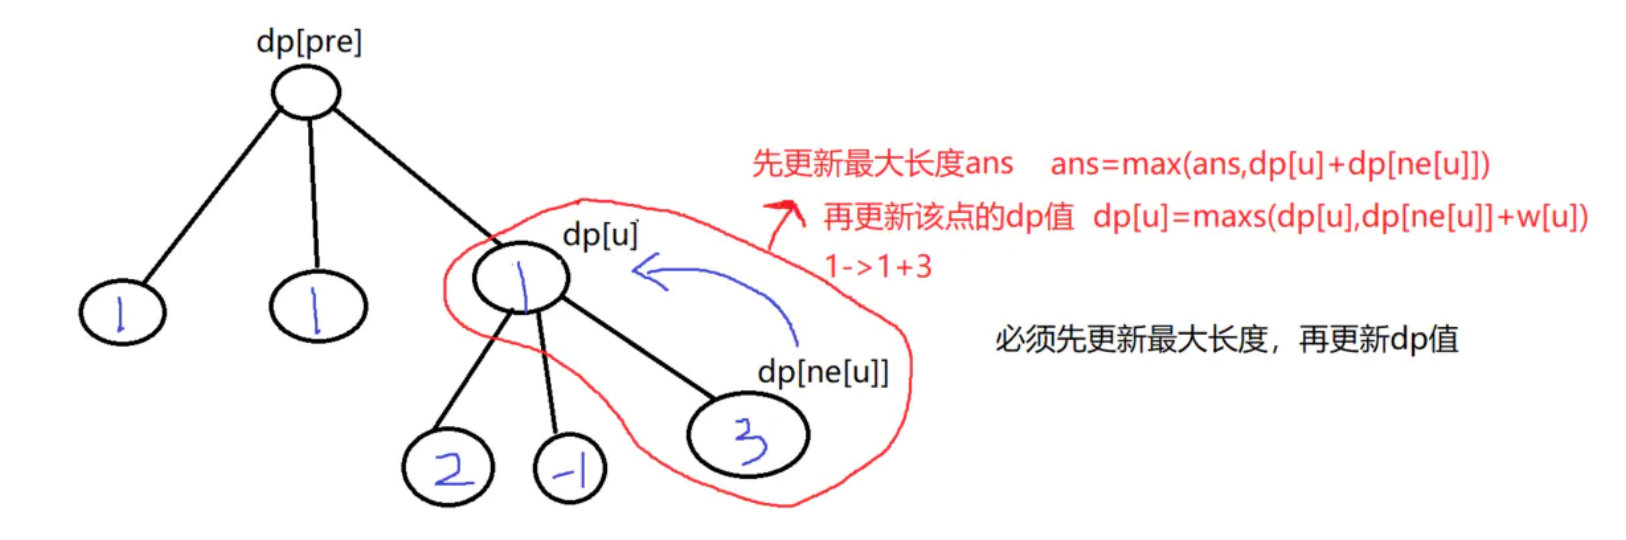 dp[pre]
先更新最大长度ans ans=max(ans,dp[u]+dp[ne[u]])
再更新该点的dp值 dp[u]=maxs(dp[u],dp[ne[u]]+w[u])
dp[u]
1->1+3
1
1
1
必须先更新最大长度，再更新dp值
dp[ne[u]]
2
-1
3